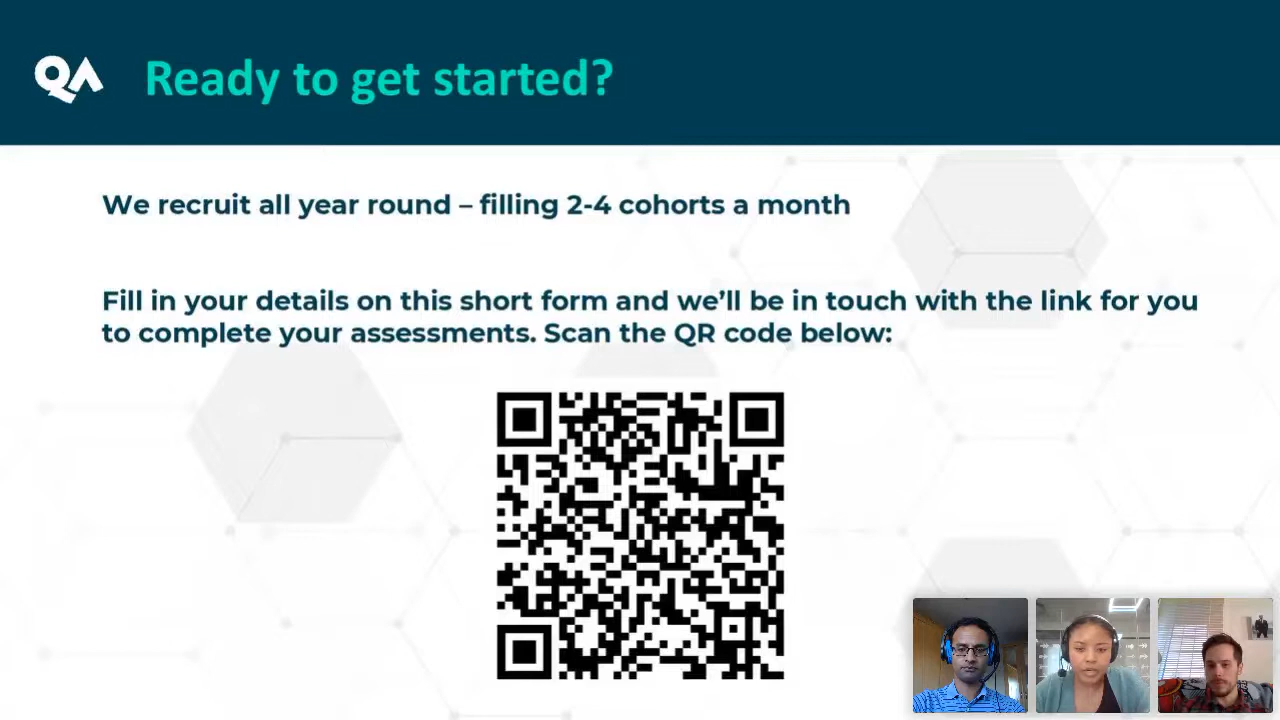 QA
Ready to get started?
We recruit all year round – filling 2-4 cohorts a month
Fill in your details on this short form and we’ll be in touch with the link for you
to complete your assessments. Scan the QR code below: